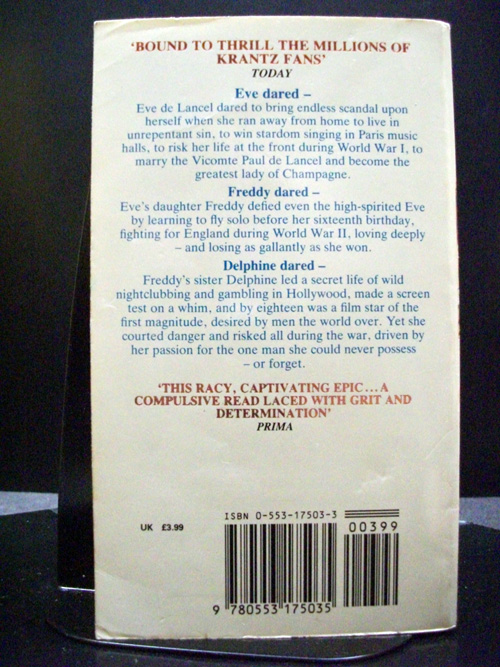 ‘BOUND TO THRILL THE MILLIONS OF
KRANTZ FANS’
TODAY
Eve dared –
Eve de Lancel dared to bring endless scandal upon
herself when she ran away from home to live in
unrepentant sin, to win stardom singing in Paris music
halls, to risk her life at the front during World War I, to
marry the Vicomte Paul de Lancel and become the
greatest lady of Champagne.
Freddy dared –
Eve’s daughter Freddy defied even the high-spirited Eve
by learning to fly solo before her sixteenth birthday,
fighting for England during World War II, loving deeply
– and losing as gallantly as she won.
Delphine dared –
Freddy’s sister Delphine led a secret life of wild
nightclubbing and gambling in Hollywood, made a screen
test on a whim, and by eighteen was a film star of the
first magnitude, desired by men the world over. Yet she
courted danger and risked all during the war, driven by
her passion for the one man she could never possess
– or forget.
‘THIS RACY, CAPTIVATING EPIC...A
COMPULSIVE READ LACED WITH GRIT AND
DETERMINATION’
PRIMA
ISBN 0-553-17503-3
UK £3.99
00399
9 780553 175035